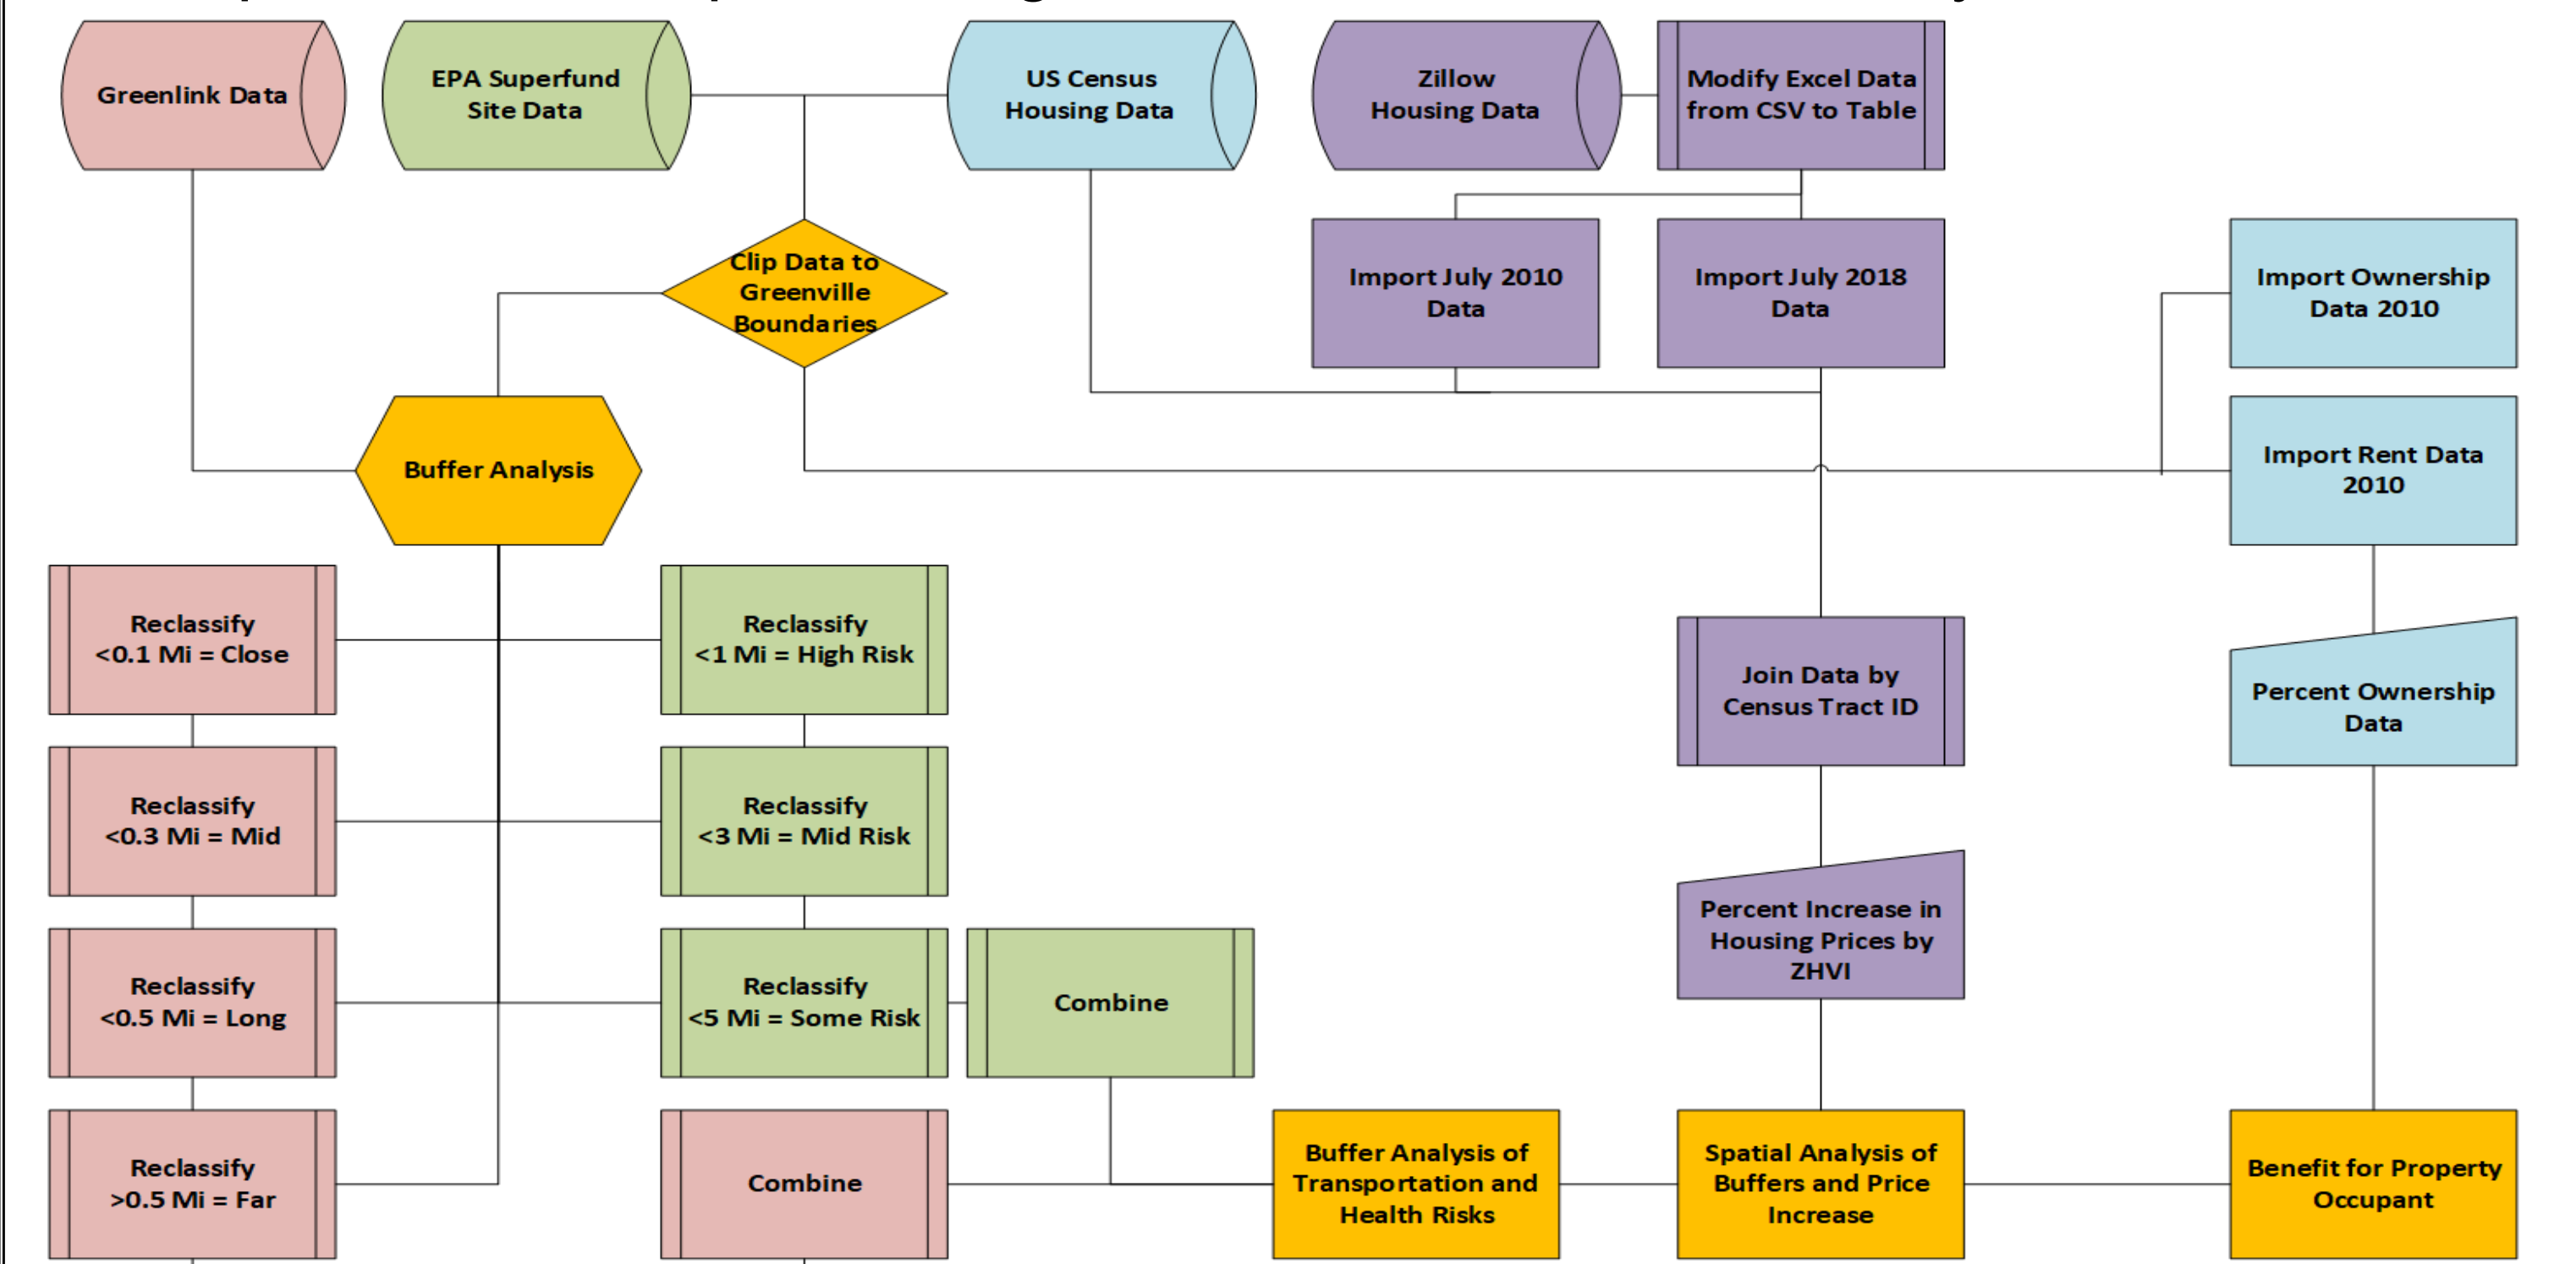 Greenlink Data
EPA Superfund
Site Data
US Census
Housing Data
Zillow
Housing Data
Modify Excel Data
from CSV to Table
Clip Data to
Greenville
Boundaries
Import July 2010
Data
Import July 2018
Data
Import Ownership
Data 2010
Buffer Analysis
Import Rent Data
2010
Reclassify
<0.1 Mi = Close
Reclassify
<1 Mi = High Risk
Join Data by
Census Tract ID
Percent Ownership
Data
Reclassify
<0.3 Mi = Mid
Reclassify
<3 Mi = Mid Risk
Percent Increase in
Housing Prices by
ZHVI
Reclassify
<0.5 Mi = Long
Reclassify
<5 Mi = Some Risk
Combine
Reclassify
>0.5 Mi = Far
Combine
Buffer Analysis of
Transportation and
Health Risks
Spatial Analysis of
Buffers and Price
Increase
Benefit for Property
Occupant